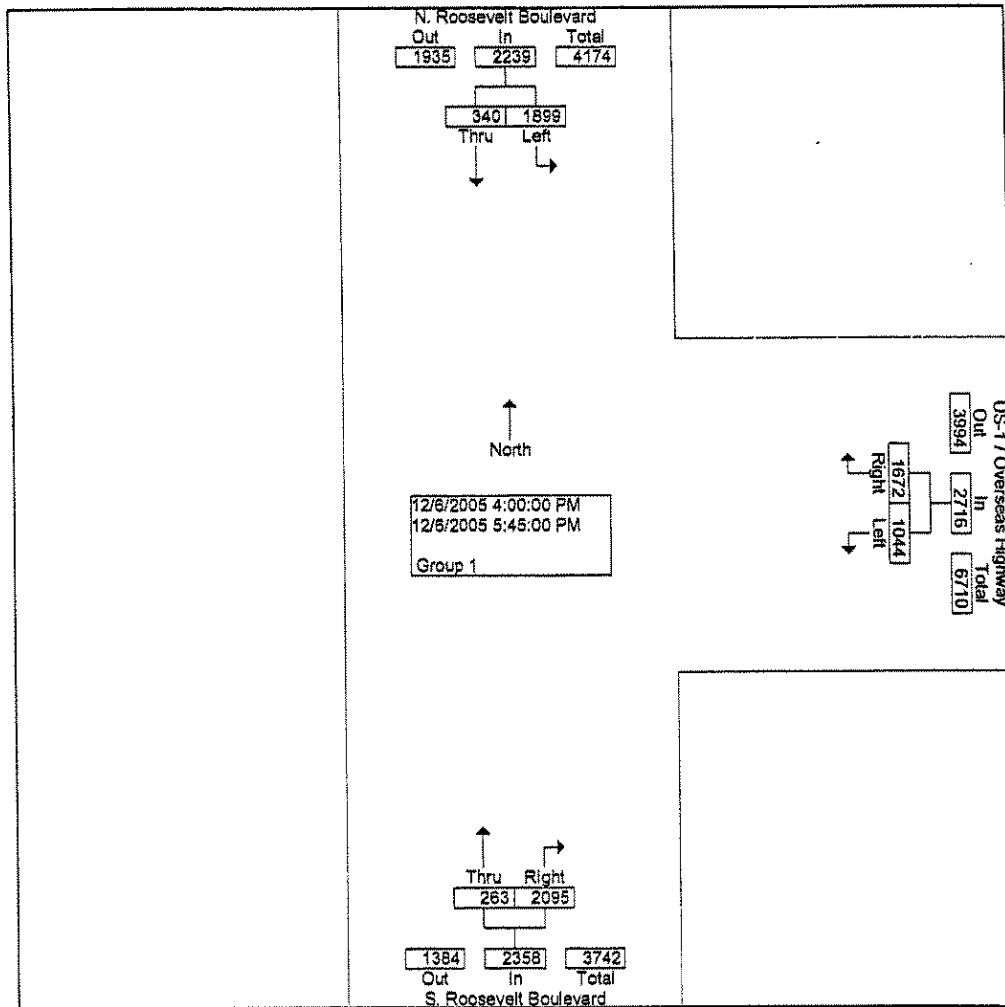 N. Roosevelt Boulevard
Out In Total
1935 2239 4174
340 1899
Thru Left
North
12/6/2005 4:00:00 PM
12/6/2005 5:45:00 PM
Group 1
US-1 / Overseas Highway
Out In Total
3994 2716 6710
1672 1044
Right Left
Thru Right
263 2095
1384 2358 3742
Out In Total
S. Roosevelt Boulevard